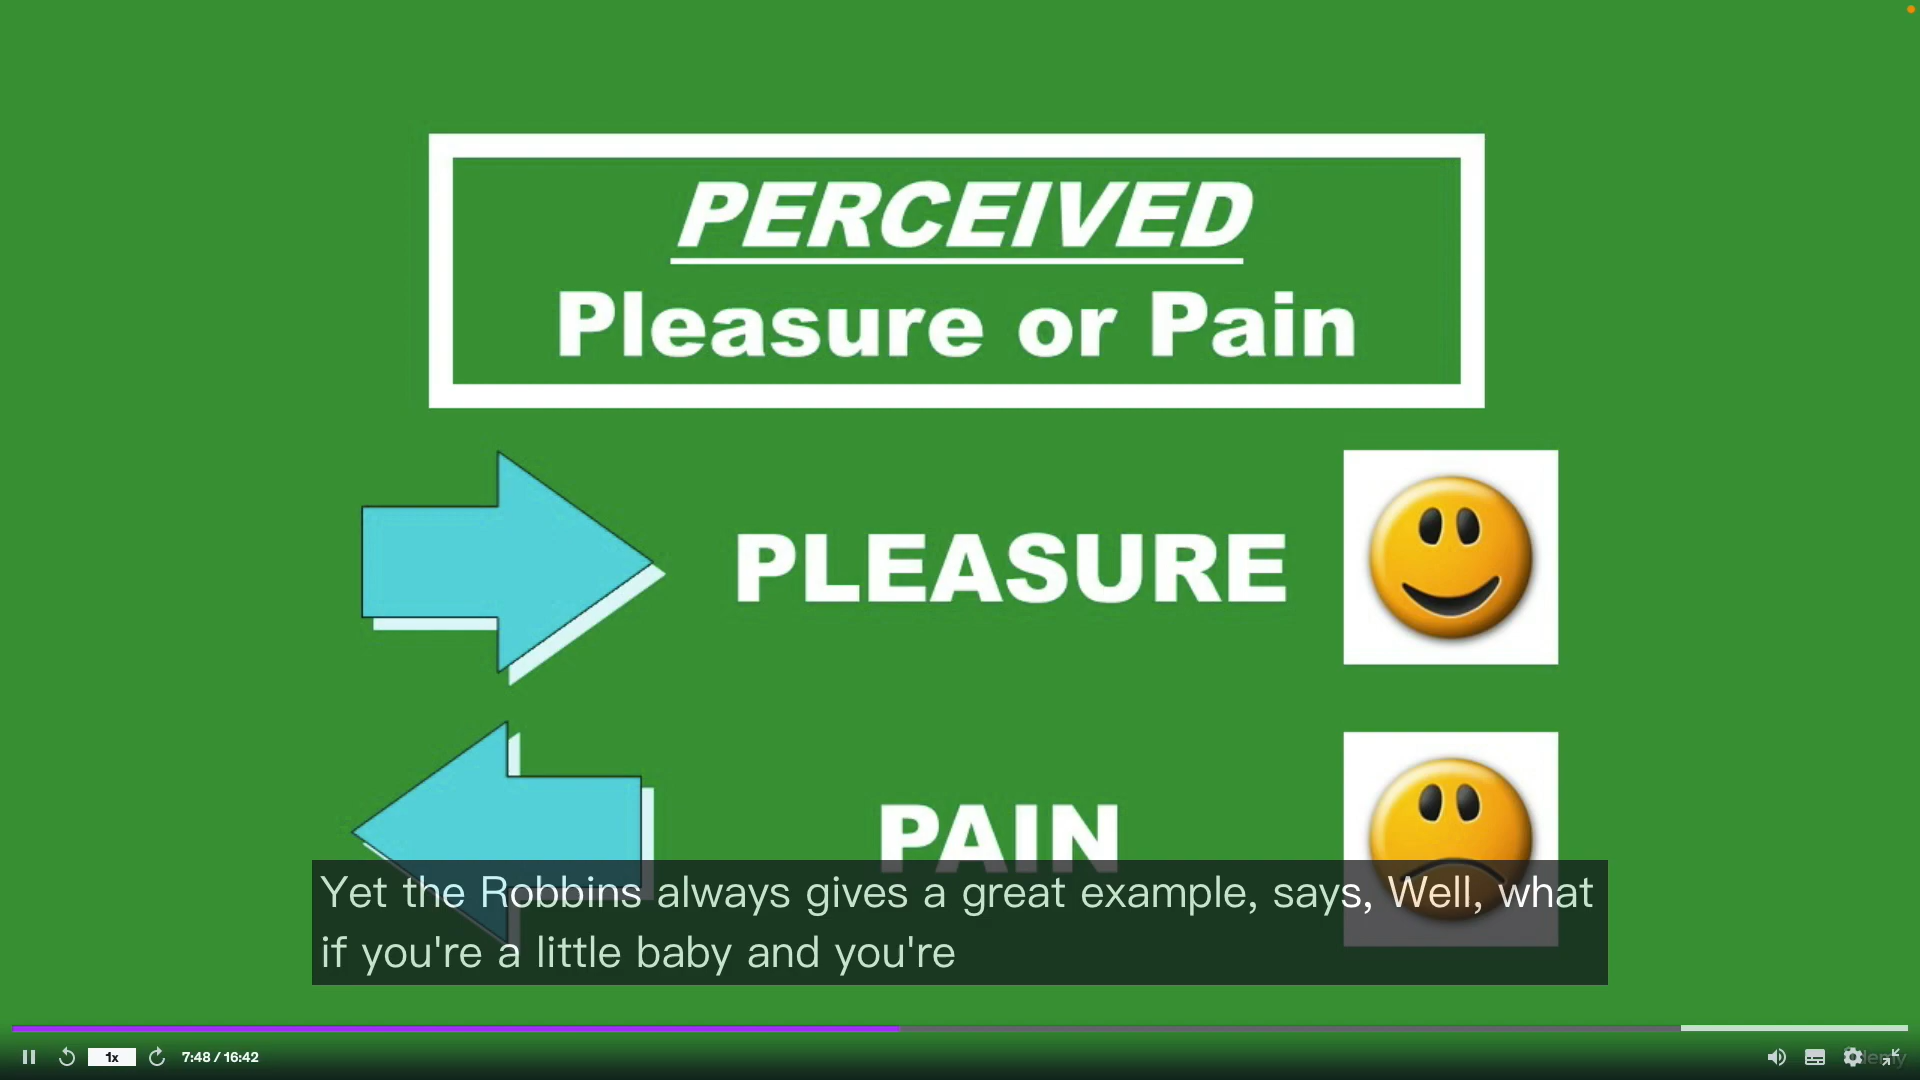 PERCEIVED
Pleasure or Pain
PLEASURE
PAIN
Yet the Robbins always gives a great example, says, Well, what
if you're a little baby and you're
1x
7:48 / 16:42